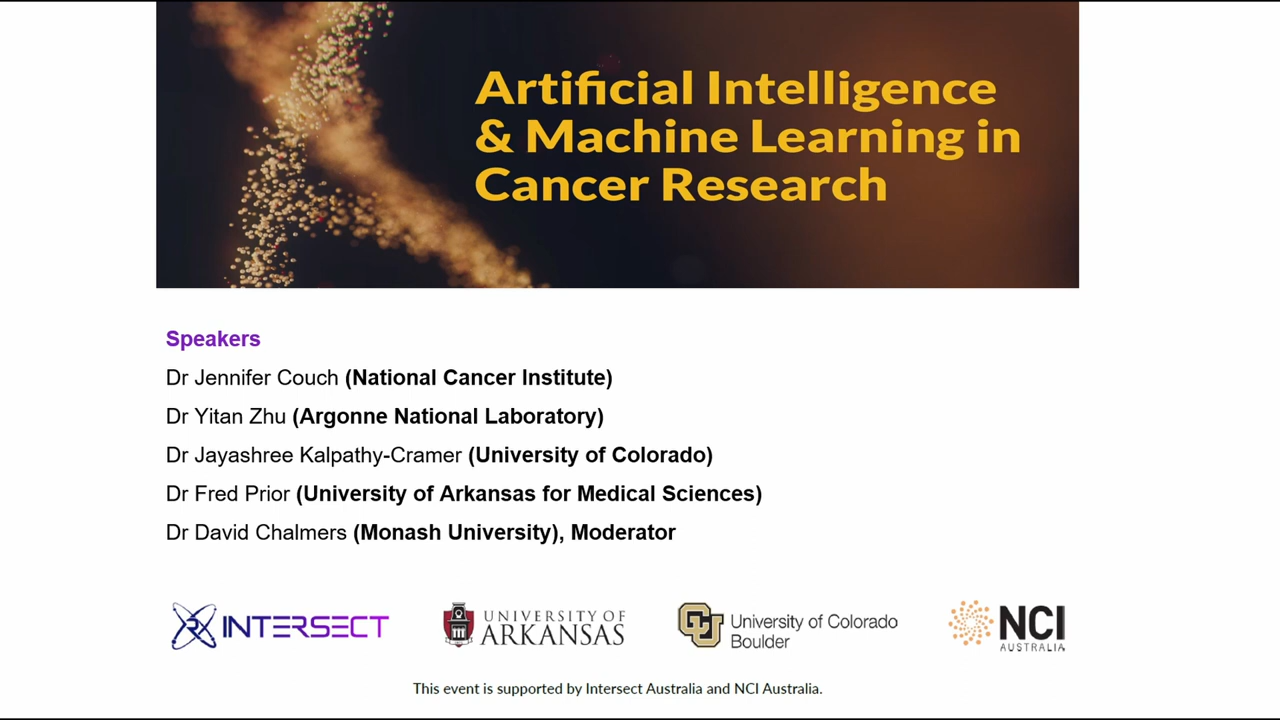 Artificial Intelligence
& Machine Learning in
Cancer Research
Speakers
Dr Jennifer Couch (National Cancer Institute)
Dr Yitan Zhu (Argonne National Laboratory)
Dr Jayashree Kalpathy-Cramer (University of Colorado)
Dr Fred Prior (University of Arkansas for Medical Sciences)
Dr David Chalmers (Monash University), Moderator
INTERSECT
UNIVERSITY OF
ARKANSAS
CU
University of Colorado
Boulder
NCI
AUSTRALIA
This event is supported by Intersect Australia and NCI Australia.